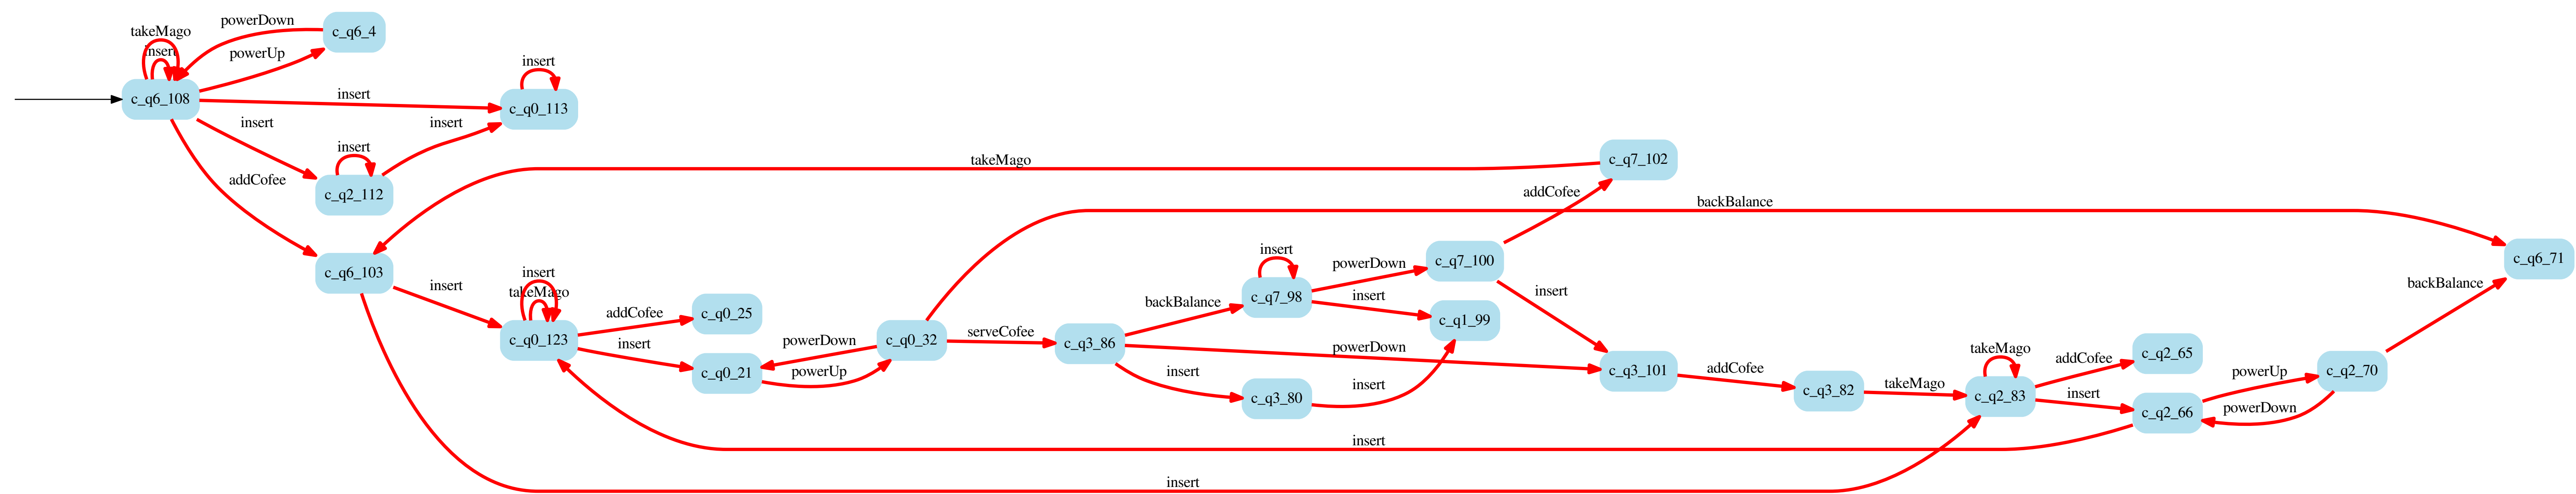 powerDown
c_q6_4
takeMago
insert
powerUp
c_q6_108
insert
c_q0_113
insert
insert
insert
insert
c_q2_112
addCofee
takeMago
c_q7_102
addCofee
backBalance
c_q6_103
insert
insert
takeMago
c_q0_123
addCofee
c_q0_25
insert
c_q0_21
powerDown
powerUp
c_q0_32
serveCofee
c_q3_86
backBalance
insert
c_q7_98
powerDown
c_q7_100
insert
c_q1_99
insert
powerDown
c_q3_101
insert
c_q3_80
insert
addCofee
c_q3_82
takeMago
takeMago
c_q2_83
addCofee
c_q2_65
insert
c_q2_66
powerUp
powerDown
c_q2_70
backBalance
c_q6_71
insert
insert